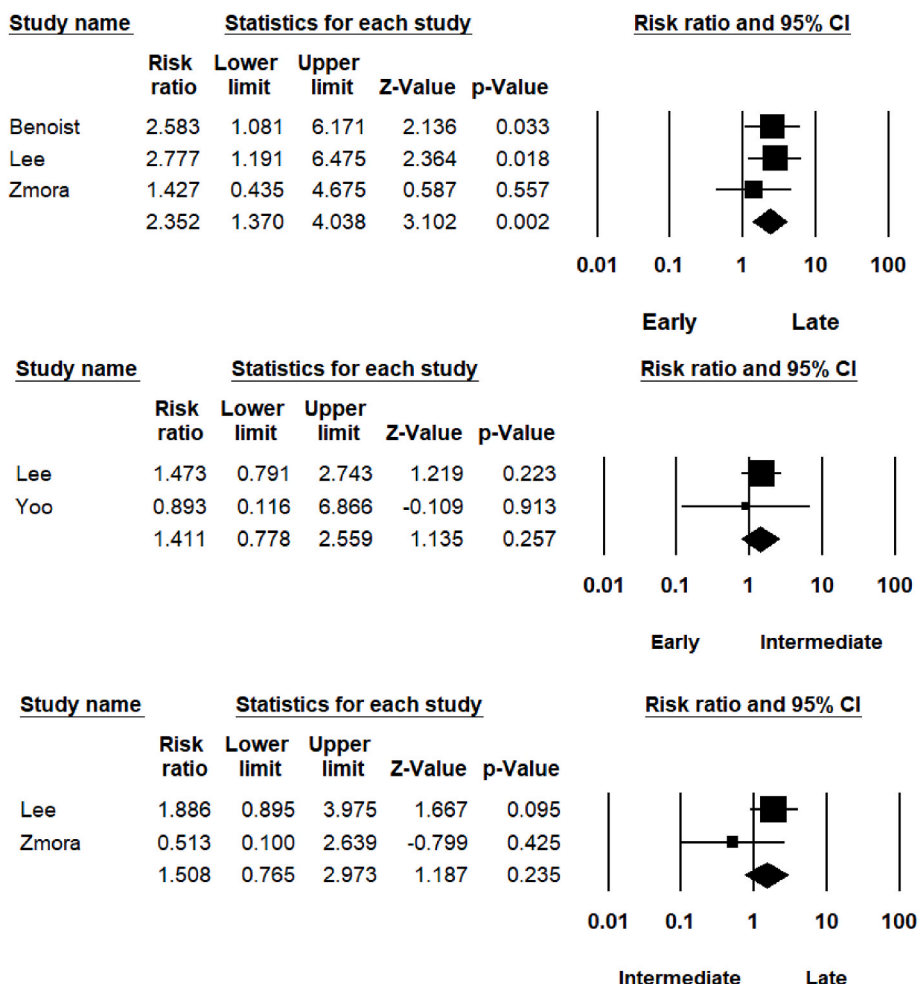 Study name Statistics for each study Risk ratio and 95% CI
Risk Lower Upper
ratio limit limit Z-Value p-Value
Benoist 2.583 1.081 6.171 2.136 0.033
Lee 2.777 1.191 6.475 2.364 0.018
Zmora 1.427 0.435 4.675 0.587 0.557
2.352 1.370 4.038 3.102 0.002
0.01 0.1 1 10 100
Early Late
Study name Statistics for each study Risk ratio and 95% CI
Risk Lower Upper
ratio limit limit Z-Value p-Value
Lee 1.473 0.791 2.743 1.219 0.223
Yoo 0.893 0.116 6.866 -0.109 0.913
1.411 0.778 2.559 1.135 0.257
0.01 0.1 1 10 100
Early Intermediate
Study name Statistics for each study Risk ratio and 95% CI
Risk Lower Upper
ratio limit limit Z-Value p-Value
Lee 1.886 0.895 3.975 1.667 0.095
Zmora 0.513 0.100 2.639 -0.799 0.425
1.508 0.765 2.973 1.187 0.235
0.01 0.1 1 10 100
Intermediate Late